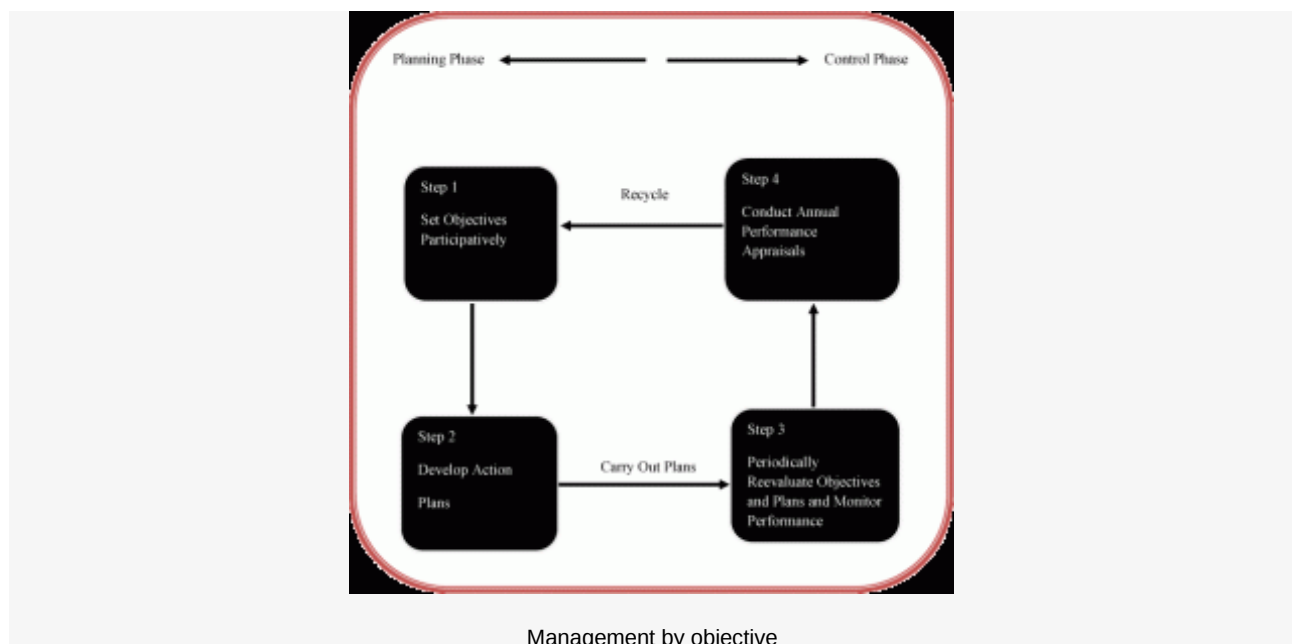 Planning Phase
Control Phase
Step 1
Set Objectives
Participatively
Recycle
Step 4
Conduct Annual
Performance
Appraisals
Step 2
Develop Action
Plans
Carry Out Plans
Step 3
Periodically
Reevaluate Objectives
and Plans and Monitor
Performance
Management by objective